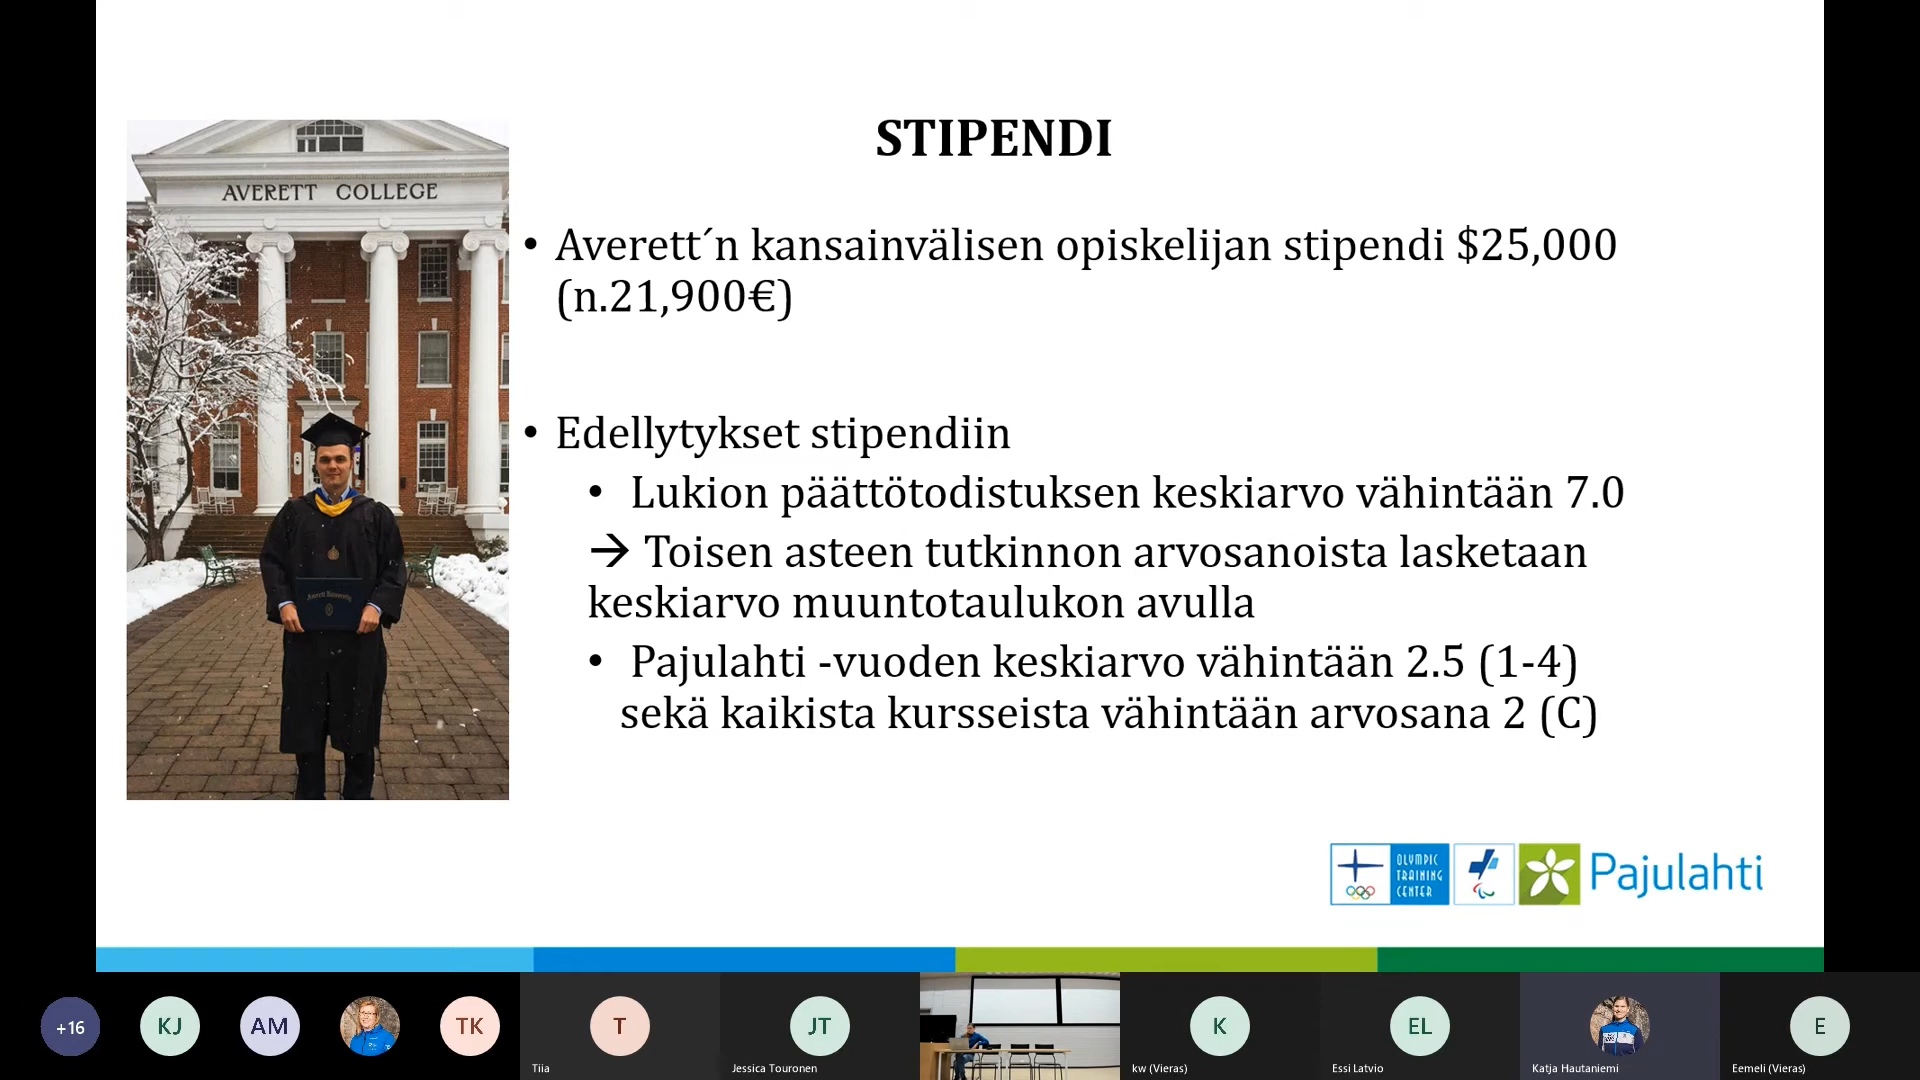 STIPENDI
AVERETT COLLEGE
• Averett´n kansainvälisen opiskelijan stipendi $25,000
(n.21,900€)
• Edellytykset stipendiin
• Lukion päättötodistuksen keskiarvo vähintään 7.0
→ Toisen asteen tutkinnon arvosanoista lasketaan
keskiarvo muuntotaulukon avulla
• Pajulahti -vuoden keskiarvo vähintään 2.5 (1-4)
sekä kaikista kursseista vähintään arvosana 2 (C)
Averett University
OLYMPIC
TRAINING
CENTER
Pajulahti
+16
KJ
AM
TK
T
Tiia
JT
Jessica Touronen
K
kw (Vieras)
EL
Essi Latvio
Katja Hautaniemi
E
Eemeli (Vieras)